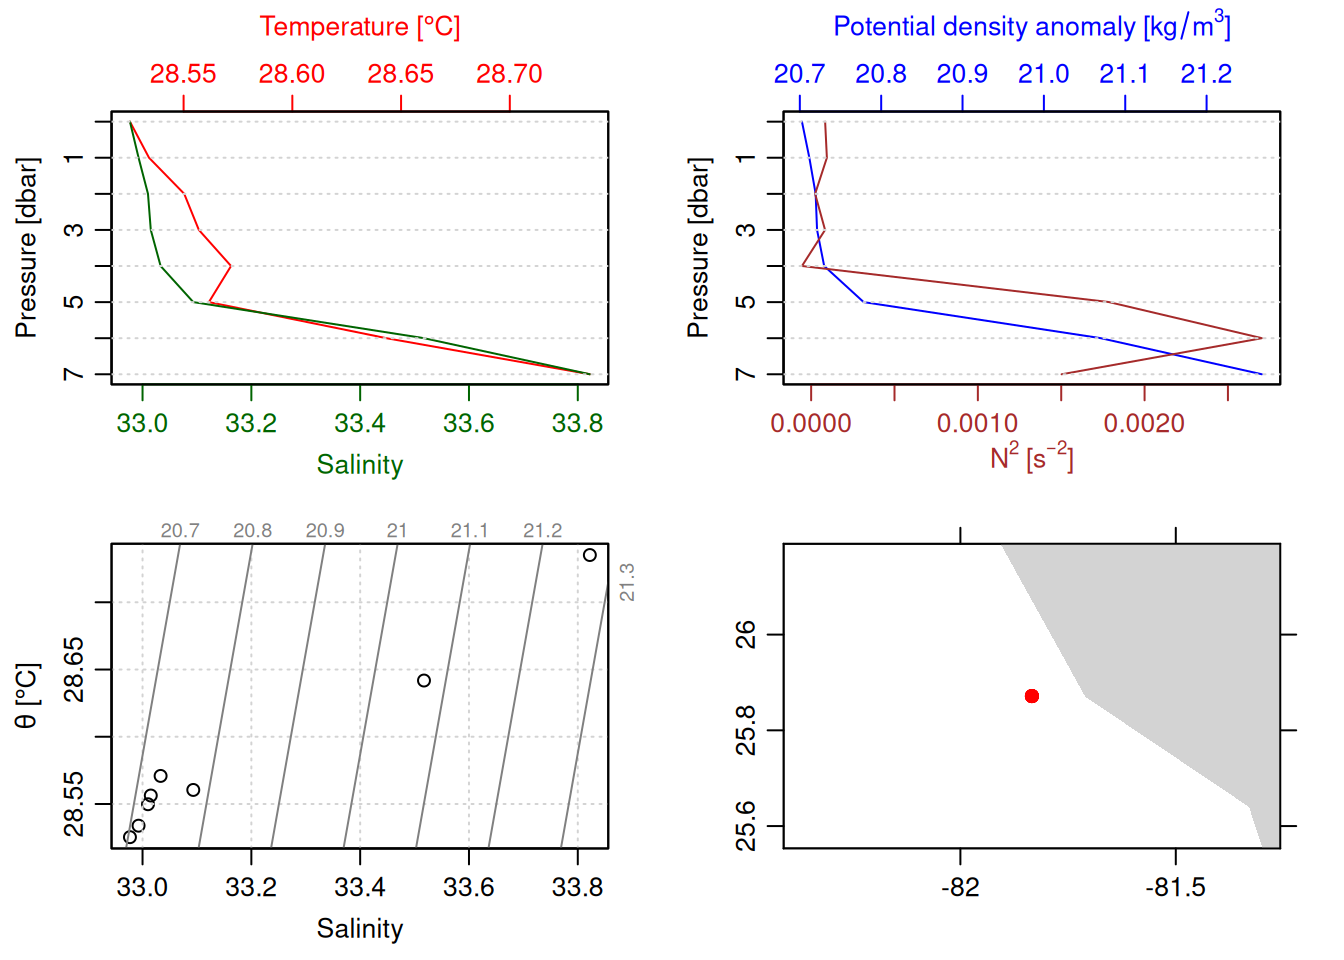 Temperature [°C]
28.55 28.60 28.65 28.70
Pressure [dbar]
1
3
5
7
33.0 33.2 33.4 33.6 33.8
Salinity
Potential density anomaly [kg/m³]
20.7 20.8 20.9 21.0 21.1 21.2
Pressure [dbar]
1
3
5
7
0.0000 0.0010 0.0020
N² [s⁻²]
20.7 20.8 20.9 21 21.1 21.2
21.3
θ [°C]
28.65
28.55
33.0 33.2 33.4 33.6 33.8
Salinity
26
25.8
25.6
-82 -81.5